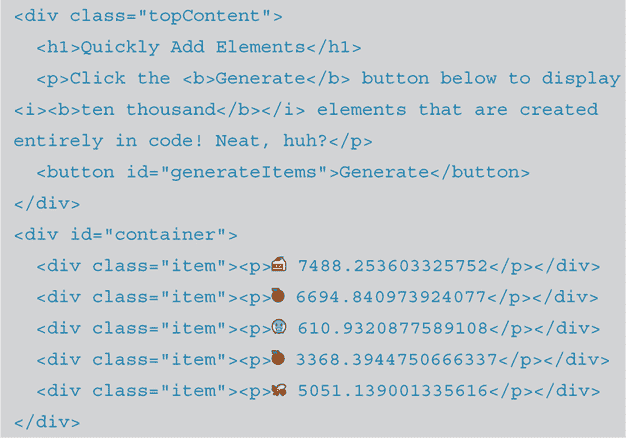 <div class="topContent">
<h1>Quickly Add Elements</h1>
<p>Click the <b>Generate</b> button below to display
<i><b>ten thousand</b></i> elements that are created
entirely in code! Neat, huh?</p>
<button id="generateItems">Generate</button>
</div>
<div id="container">
<div class="item"><p> 7488.253603325752</p></div>
<div class="item"><p> 6694.840973924077</p></div>
<div class="item"><p> 610.9320877589108</p></div>
<div class="item"><p> 3368.3944750666337</p></div>
<div class="item"><p> 5051.139001335616</p></div>
</div>